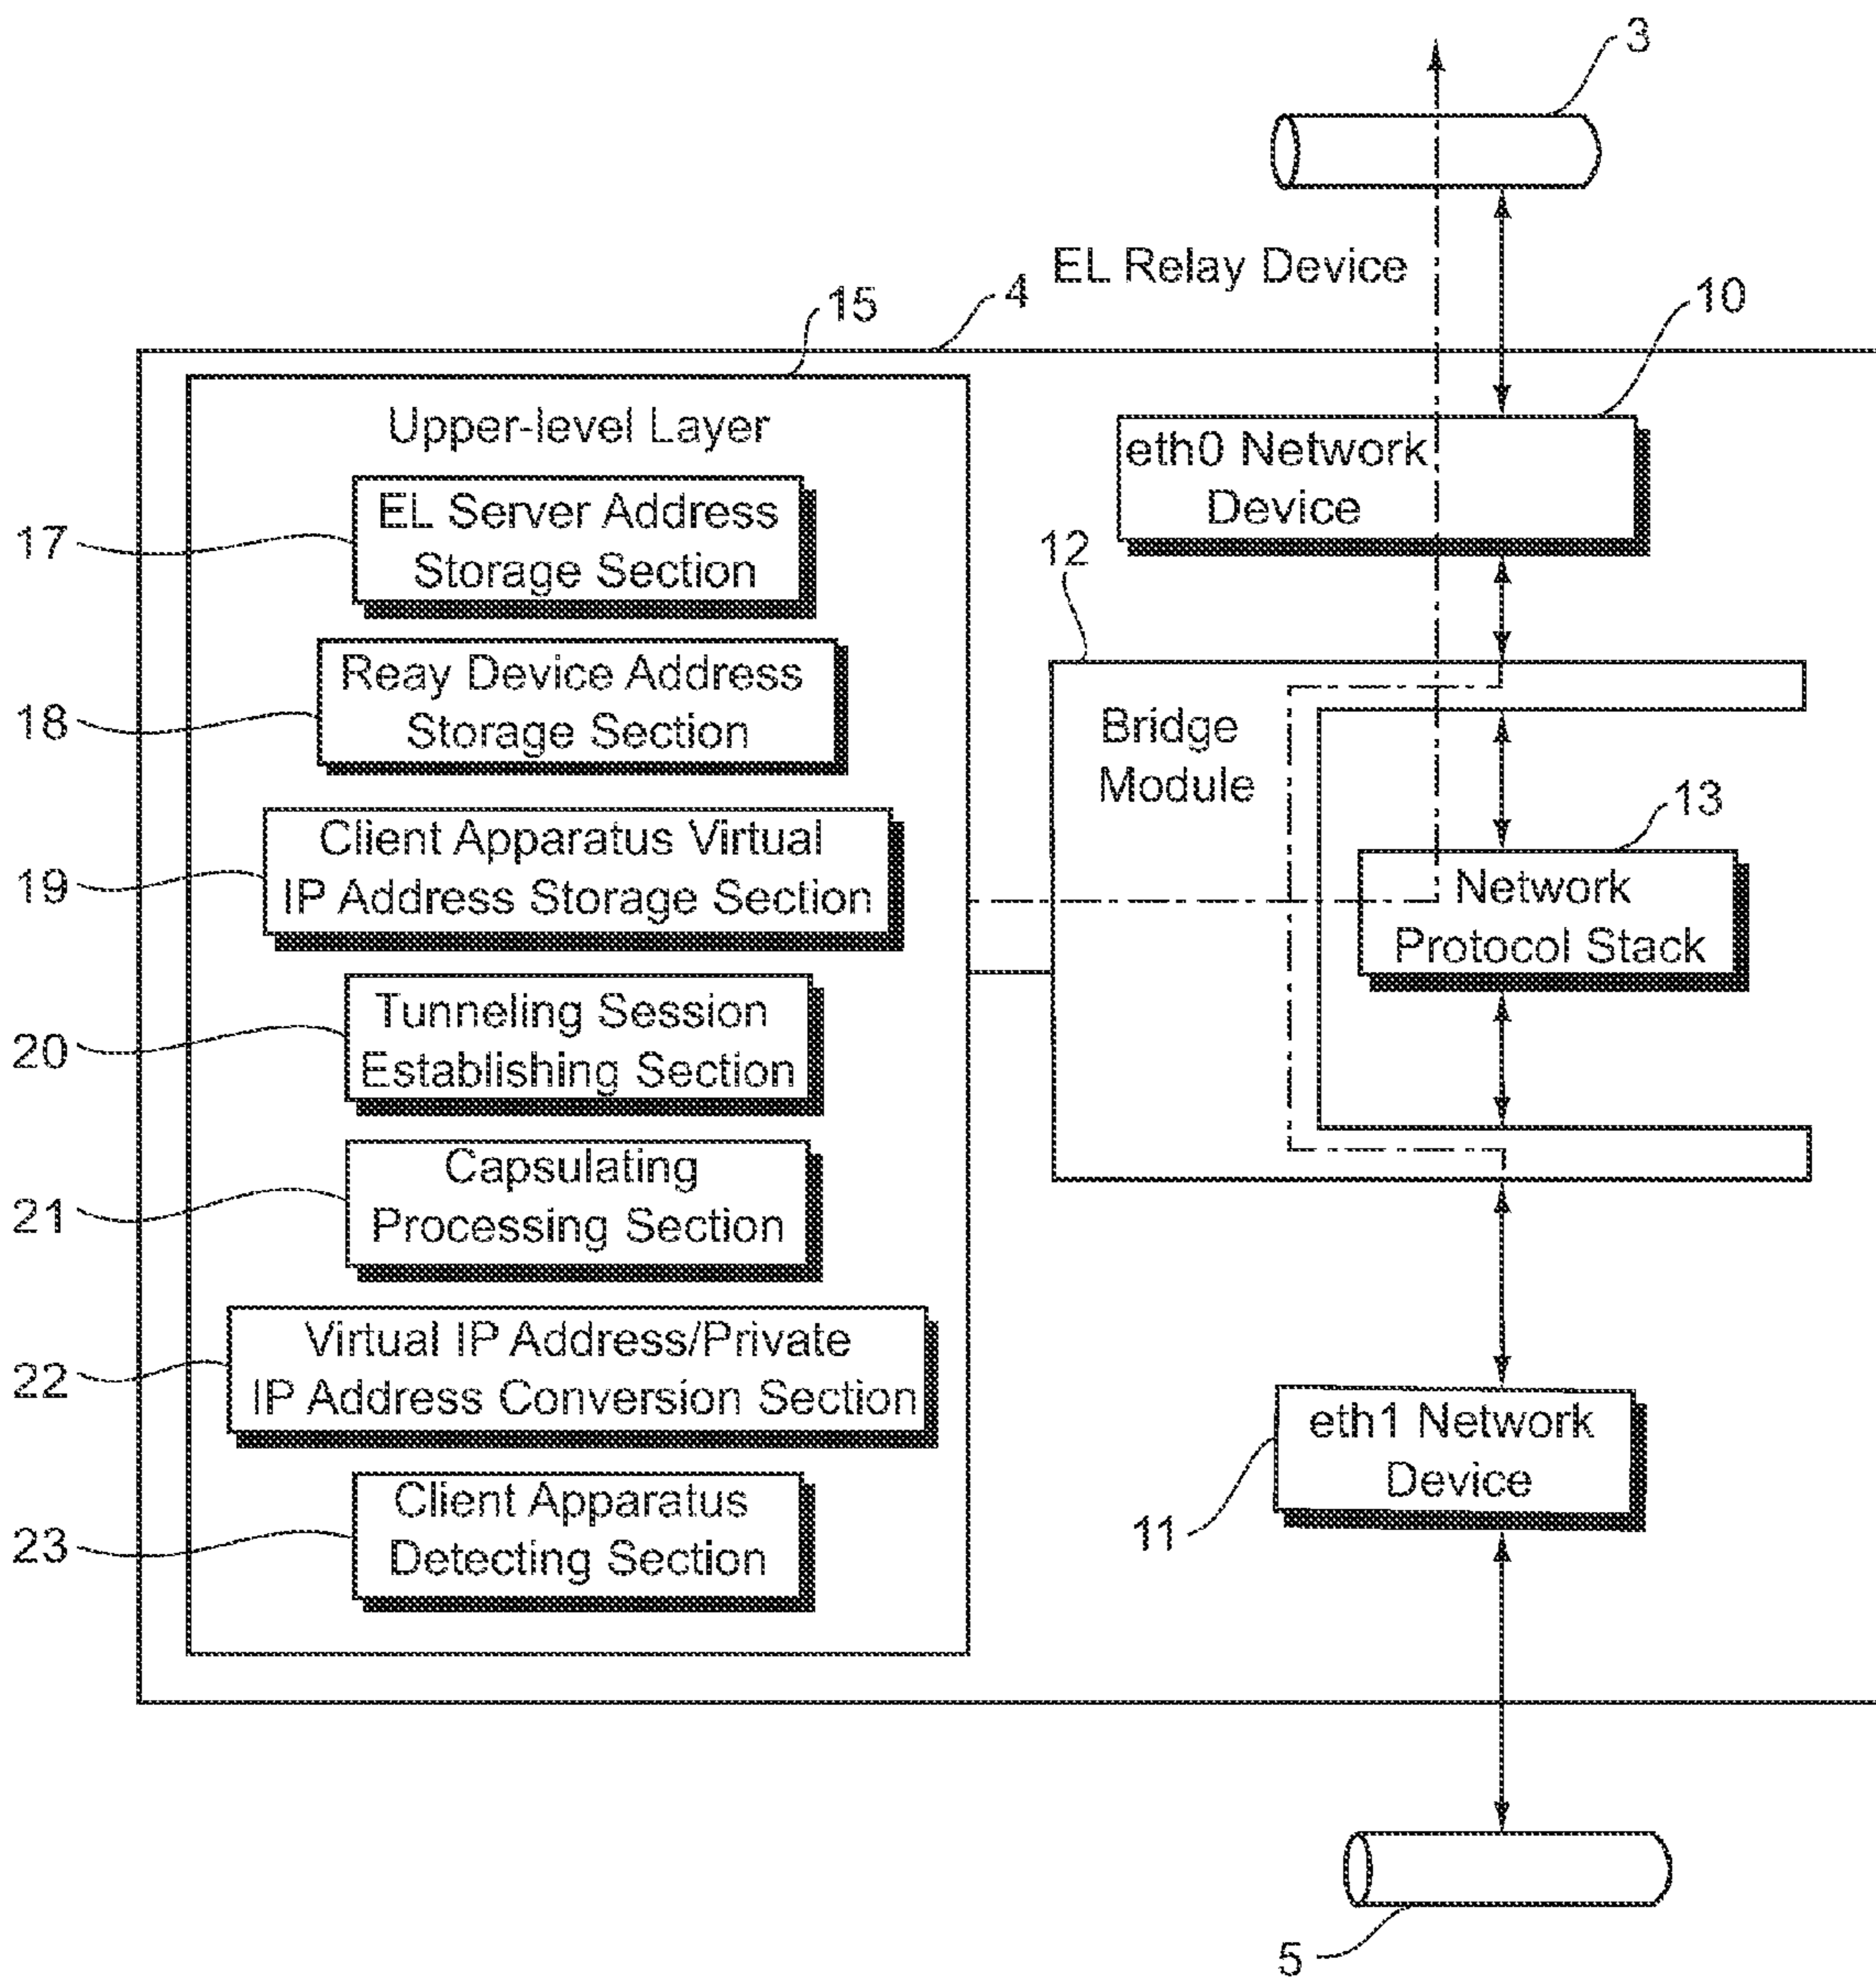 3
EL Relay Device
4
15
10
Upper-level Layer
eth0 Network
Device
EL Server Address
Storage Section
17
12
Reay Device Address
Storage Section
18
Bridge
Module
13
Client Apparatus Virtual
IP Address Storage Section
19
Network
Protocol Stack
Tunneling Session
Establishing Section
20
Capsulating
Processing Section
21
Virtual IP Address/Private
IP Address Conversion Section
22
eth1 Network
Device
11
Client Apparatus
Detecting Section
23
5